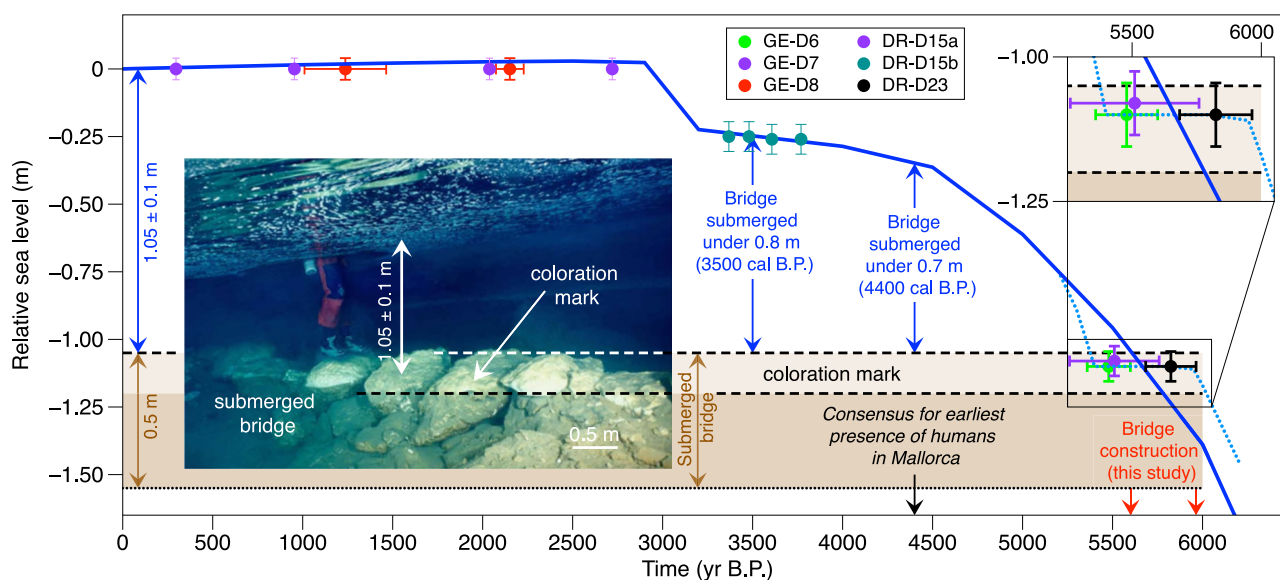 5500
6000
−1.00
−1.25
GE-D6
GE-D7
GE-D8
DR-D15a
DR-D15b
DR-D23
Relative sea level (m)
0
−0.25
−0.50
−0.75
−1.00
−1.25
−1.50
1.05 ± 0.1 m
0.5 m
1.05 ± 0.1 m
coloration
mark
submerged
bridge
0.5 m
Bridge
submerged
under 0.8 m
(3500 cal B.P.)
Bridge
submerged
under 0.7 m
(4400 cal B.P.)
coloration mark
Submerged
bridge
Consensus for earliest
presence of humans
in Mallorca
Bridge
construction
(this study)
0
500
1000
1500
2000
2500
3000
3500
4000
4500
5000
5500
6000
Time (yr B.P.)